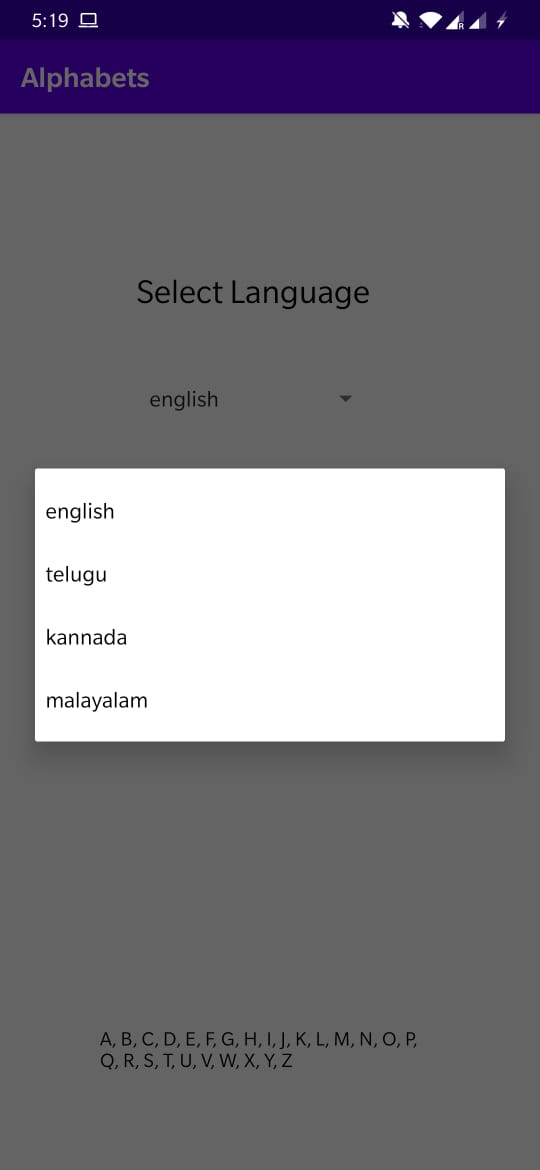 5:19
R
Alphabets
Select Language
english
english
telugu
kannada
malayalam
A, B, C, D, E, F, G, H, I, J, K, L, M, N, O, P,
Q, R, S, T, U, V, W, X, Y, Z